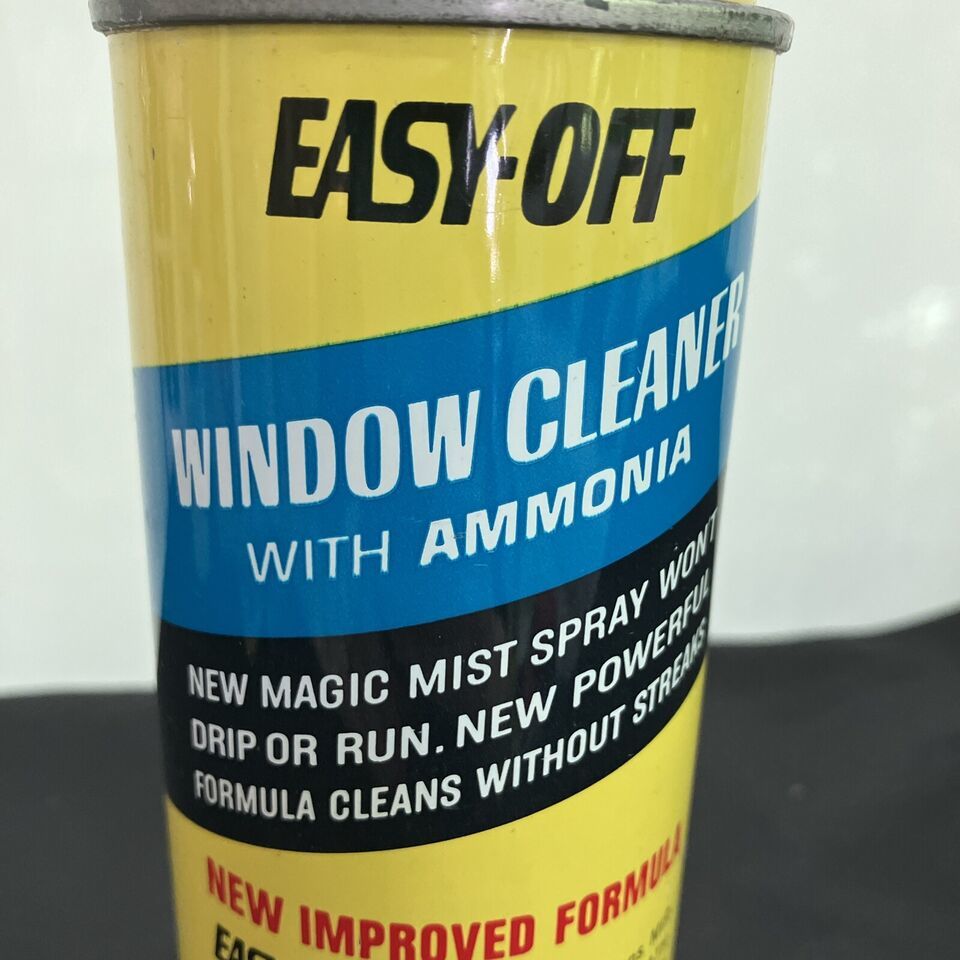 EASY-OFF
WINDOW CLEANER
WITH AMMONIA
NEW MAGIC MIST SPRAY WON'T
DRIP OR RUN. NEW POWERFUL
FORMULA CLEANS WITHOUT STREAKS
NEW IMPROVED FORMULA